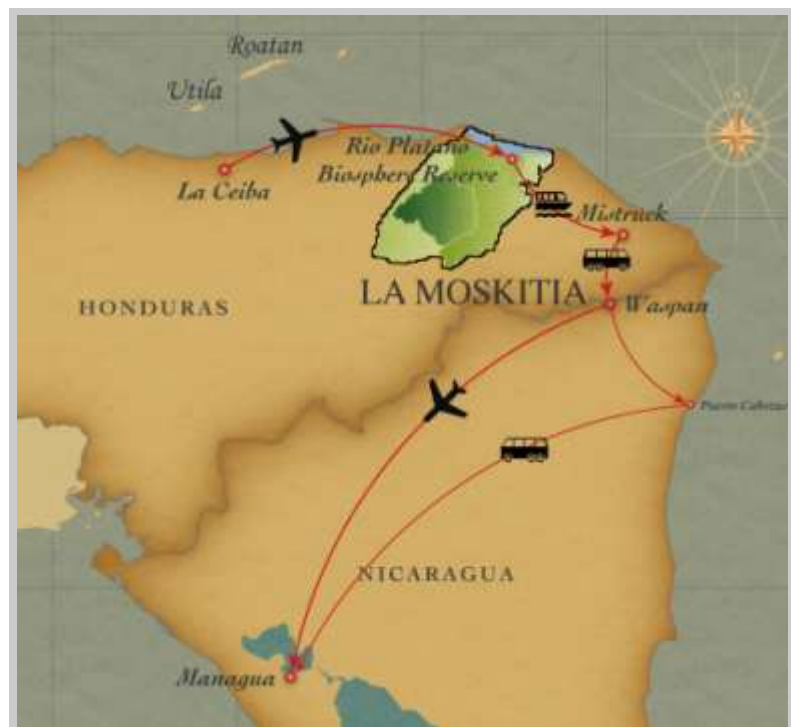 Roatan
Utila
Rio Platano
Biosphere Reserve
La Ceiba
Mistruck
LA MOSKITIA
HONDURAS
Waspan
Puerto Cabezas
NICARAGUA
Managua